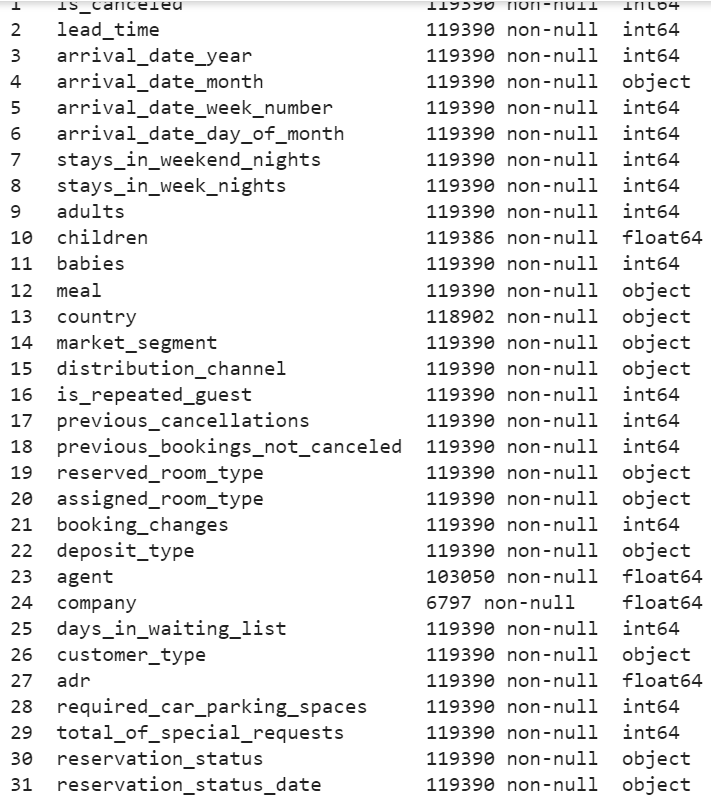 1   is_canceled                     119390 non-null  int64
2   lead_time                       119390 non-null  int64
3   arrival_date_year               119390 non-null  int64
4   arrival_date_month              119390 non-null  object
5   arrival_date_week_number        119390 non-null  int64
6   arrival_date_day_of_month       119390 non-null  int64
7   stays_in_weekend_nights         119390 non-null  int64
8   stays_in_week_nights            119390 non-null  int64
9   adults                          119390 non-null  int64
10  children                        119386 non-null  float64
11  babies                          119390 non-null  int64
12  meal                            119390 non-null  object
13  country                         118902 non-null  object
14  market_segment                  119390 non-null  object
15  distribution_channel            119390 non-null  object
16  is_repeated_guest               119390 non-null  int64
17  previous_cancellations          119390 non-null  int64
18  previous_bookings_not_canceled  119390 non-null  int64
19  reserved_room_type              119390 non-null  object
20  assigned_room_type              119390 non-null  object
21  booking_changes                 119390 non-null  int64
22  deposit_type                    119390 non-null  object
23  agent                           103050 non-null  float64
24  company                         6797 non-null    float64
25  days_in_waiting_list            119390 non-null  int64
26  customer_type                   119390 non-null  object
27  adr                             119390 non-null  float64
28  required_car_parking_spaces     119390 non-null  int64
29  total_of_special_requests       119390 non-null  int64
30  reservation_status              119390 non-null  object
31  reservation_status_date         119390 non-null  object